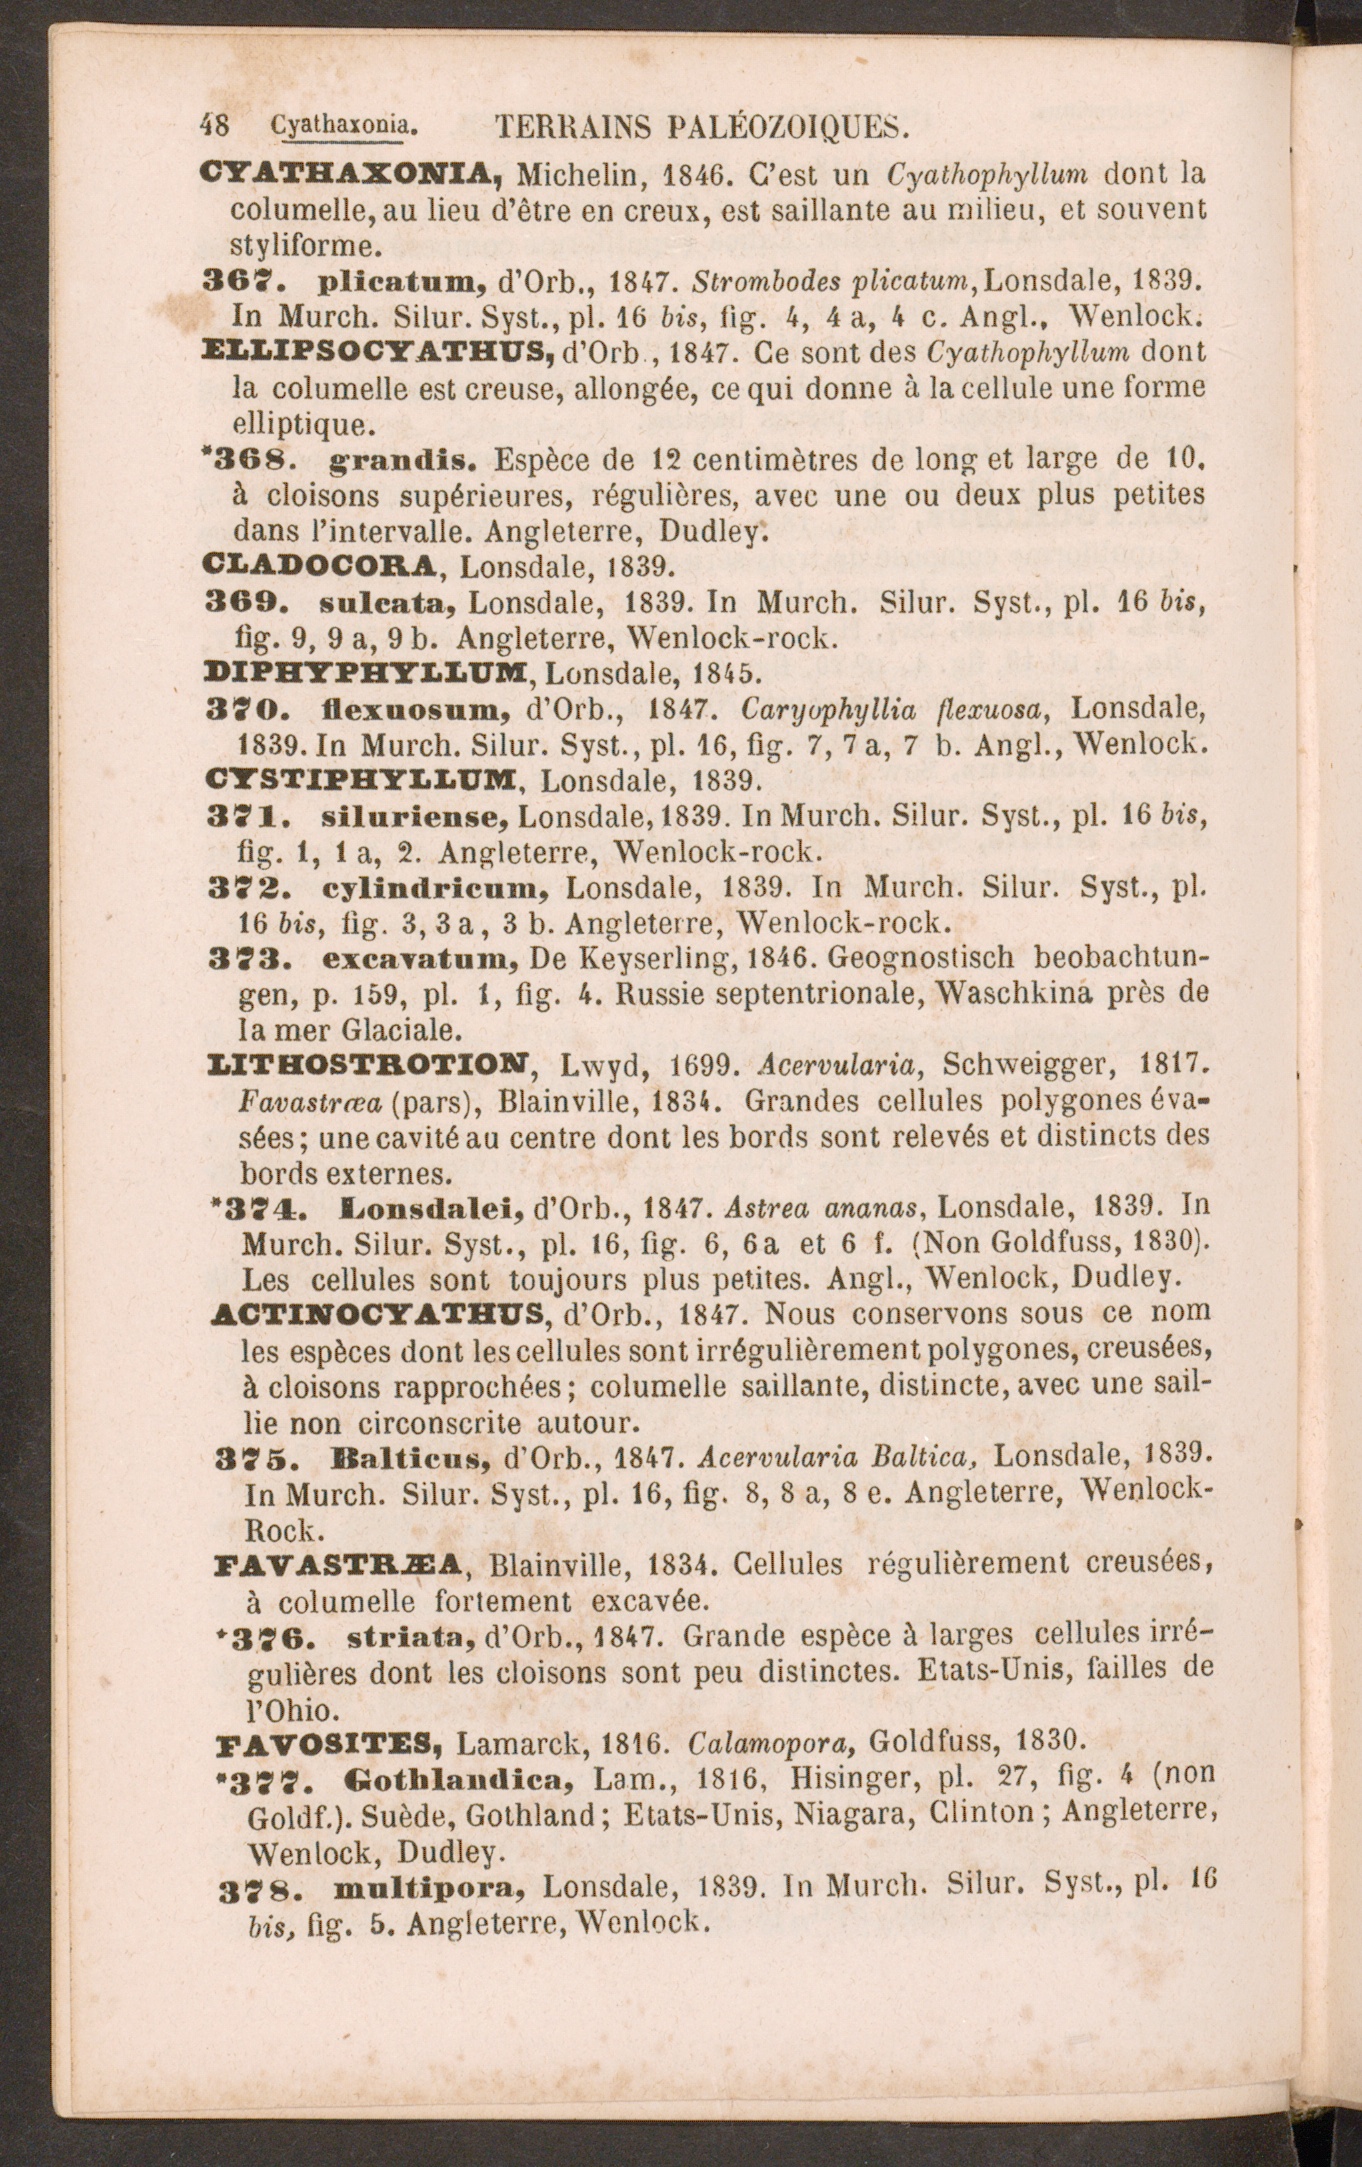 48 Cyathaxonia. TERRAINS PALÉOZOIQUES.
CYATHAXONIA, Michelin, 1846. C'est un Cyathophyllum dont la
columelle, au lieu d'être en creux, est saillante au milieu, et souvent
styliforme.
367. plicatum, d'Orb., 1847. Strombodes plicatum, Lonsdale, 1839.
In Murch. Silur. Syst., pl. 16 bis, fig. 4, 4 a, 4 c. Angl., Wenlock.
ELLIPSOCYATHUS, d'Orb., 1847. Ce sont des Cyathophyllum dont
la columelle est creuse, allongée, ce qui donne à la cellule une forme
elliptique.
*368. grandis. Espèce de 12 centimètres de long et large de 10.
à cloisons supérieures, régulières, avec une ou deux plus petites
dans l'intervalle. Angleterre, Dudley.
CLADOCORA, Lonsdale, 1839.
369. sulcata, Lonsdale, 1839. In Murch. Silur. Syst., pl. 16 bis,
fig. 9, 9 a, 9 b. Angleterre, Wenlock-rock.
DIPHYPHYLLUM, Lonsdale, 1845.
370. flexuosum, d'Orb., 1847. Caryophyllia flexuosa, Lonsdale,
1839. In Murch. Silur. Syst., pl. 16, fig. 7, 7 a, 7 b. Angl., Wenlock.
CYSTIPHYLLUM, Lonsdale, 1839.
371. siluriense, Lonsdale, 1839. In Murch. Silur. Syst., pl. 16 bis,
fig. 1, 1 a, 2. Angleterre, Wenlock-rock.
372. cylindricum, Lonsdale, 1839. In Murch. Silur. Syst., pl.
16 bis, fig. 3, 3 a, 3 b. Angleterre, Wenlock-rock.
373. excavatum, De Keyserling, 1846. Geognostisch beobachtun-
gen, p. 159, pl. 1, fig. 4. Russie septentrionale, Waschkina près de
la mer Glaciale.
LITHOSTROTION, Lwyd, 1699. Acervularia, Schweigger, 1817.
Favastræa (pars), Blainville, 1834. Grandes cellules polygones éva-
sées; une cavité au centre dont les bords sont relevés et distincts des
bords externes.
*374. Lonsdalei, d'Orb., 1847. Astrea ananas, Lonsdale, 1839. In
Murch. Silur. Syst., pl. 16, fig. 6, 6 a et 6 f. (Non Goldfuss, 1830).
Les cellules sont toujours plus petites. Angl., Wenlock, Dudley.
ACTINOCYATHUS, d'Orb., 1847. Nous conservons sous ce nom
les espèces dont les cellules sont irrégulièrement polygones, creusées,
à cloisons rapprochées; columelle saillante, distincte, avec une sail-
lie non circonscrite autour.
375. Balticus, d'Orb., 1847. Acervularia Baltica, Lonsdale, 1839.
In Murch. Silur. Syst., pl. 16, fig. 8, 8 a, 8 e. Angleterre, Wenlock-
Rock.
FAVASTRÆA, Blainville, 1834. Cellules régulièrement creusées,
à columelle fortement excavée.
*376. striata, d'Orb., 1847. Grande espèce à larges cellules irré-
gulières dont les cloisons sont peu distinctes. Etats-Unis, failles de
l'Ohio.
FAVOSITES, Lamarck, 1816. Calamopora, Goldfuss, 1830.
*377. Gothlandica, Lam., 1816, Hisinger, pl. 27, fig. 4 (non
Goldf.). Suède, Gothland; Etats-Unis, Niagara, Clinton; Angleterre,
Wenlock, Dudley.
378. multipora, Lonsdale, 1839. In Murch. Silur. Syst., pl. 16
bis, fig. 5. Angleterre, Wenlock.